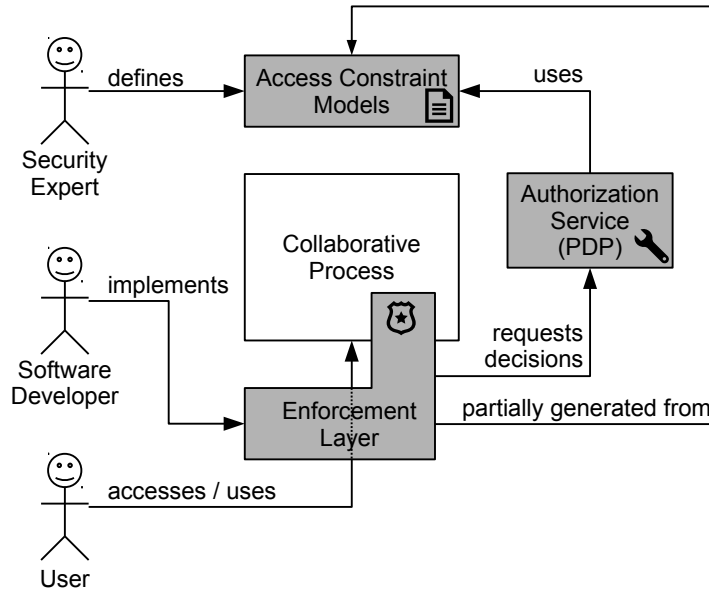 defines
Access Constraint
Models
uses
Security
Expert
Authorization
Service
(PDP)
Collaborative
Process
implements
requests
decisions
Software
Developer
Enforcement
Layer
partially generated from
accesses / uses
User